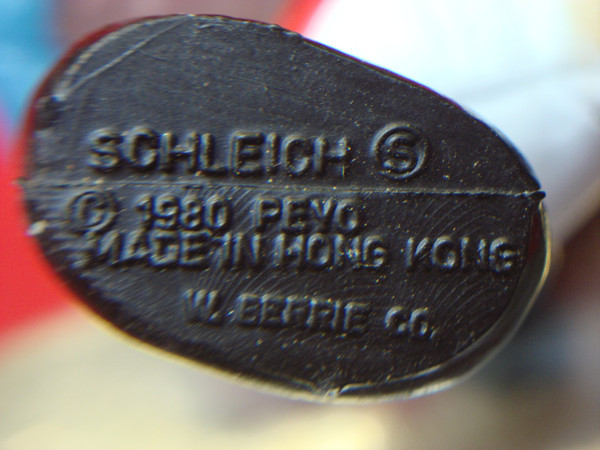 SCHLEICH Ⓢ
© 1980 PEYO
MADE IN HONG KONG
W. BERRIE CO.